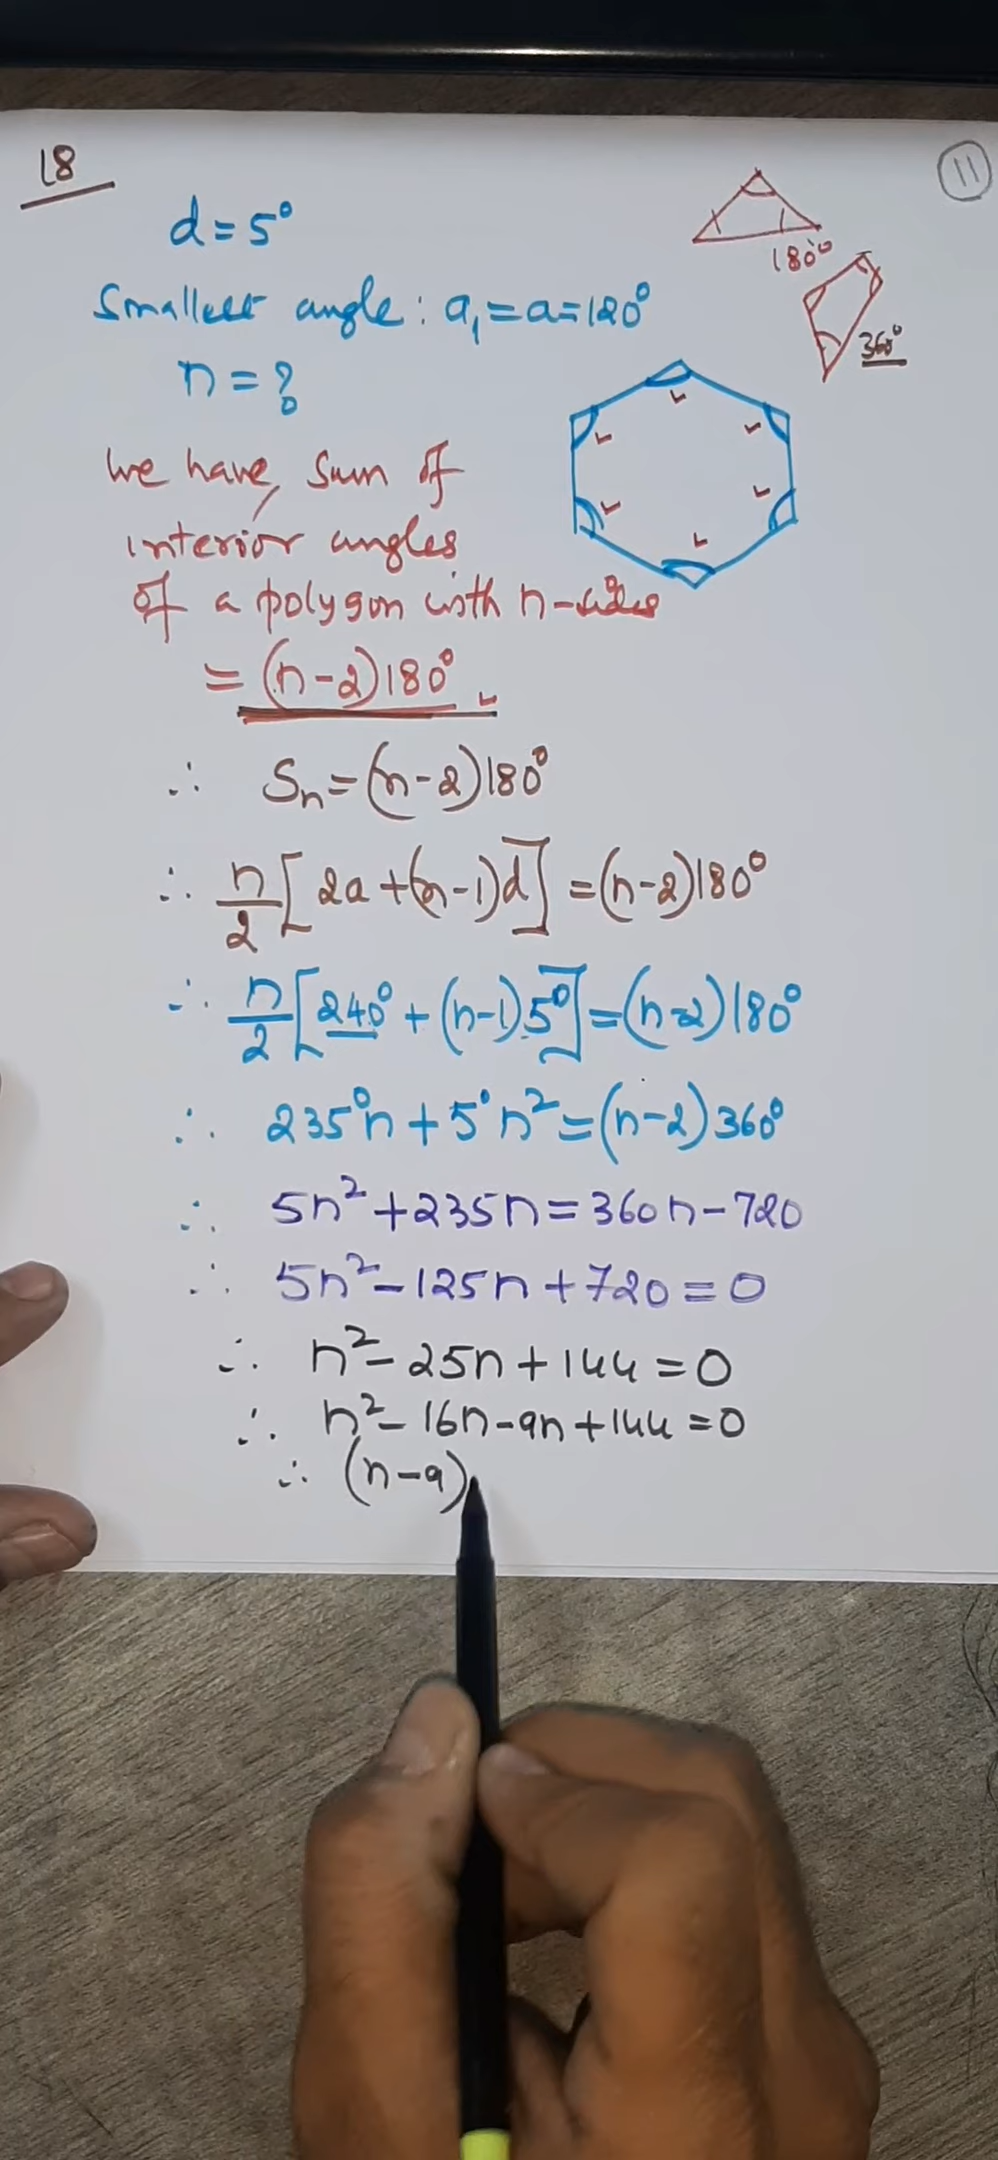 18
11
d = 5°
180°
Smallest angle : a₁ = a = 120°
360°
n = ?
We have, Sum of
interior angles
of a polygon with n-sides
= (n-2)180°
∴ Sn = (n-2)180°
∴ n/2 [2a + (n-1)d] = (n-2)180°
∴ n/2 [240° + (n-1)5°] = (n-2)180°
∴ 235°n + 5°n² = (n-2)360°
∴ 5n² + 235n = 360n - 720
∴ 5n² - 125n + 720 = 0
∴ n² - 25n + 144 = 0
∴ n² - 16n - 9n + 144 = 0
∴ (n-9)